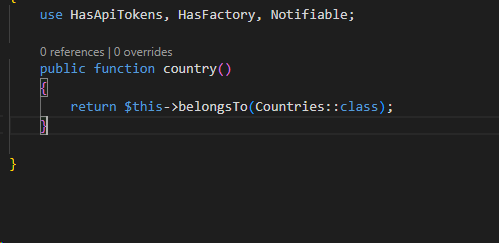 {
use HasApiTokens, HasFactory, Notifiable;
0 references | 0 overrides
public function country()
{
return $this->belongsTo(Countries::class);
}
}